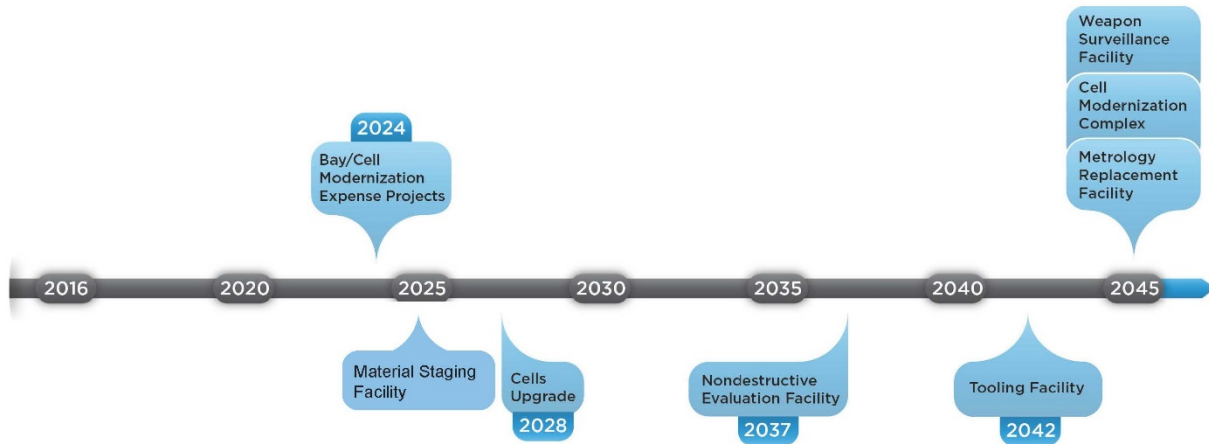 Weapon
Surveillance
Facility
Cell
Modernization
Complex
Metrology
Replacement
Facility
2024
Bay/Cell
Modernization
Expense Projects
2016
2020
2025
2030
2035
2040
2045
Material Staging
Facility
Cells
Upgrade
2028
Nondestructive
Evaluation Facility
2037
Tooling Facility
2042